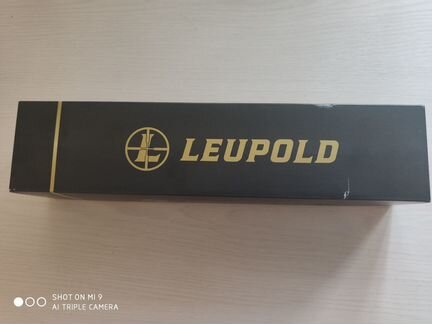 L LEUPOLD
SHOT ON MI 9
AI TRIPLE CAMERA